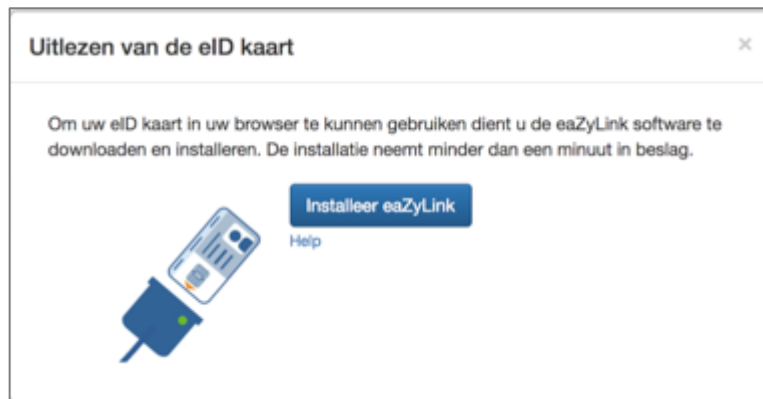 Uitlezen van de eID kaart
×
Om uw eID kaart in uw browser te kunnen gebruiken dient u de eaZyLink software te
downloaden en installeren. De installatie neemt minder dan een minuut in beslag.
Installeer eaZyLink
Help